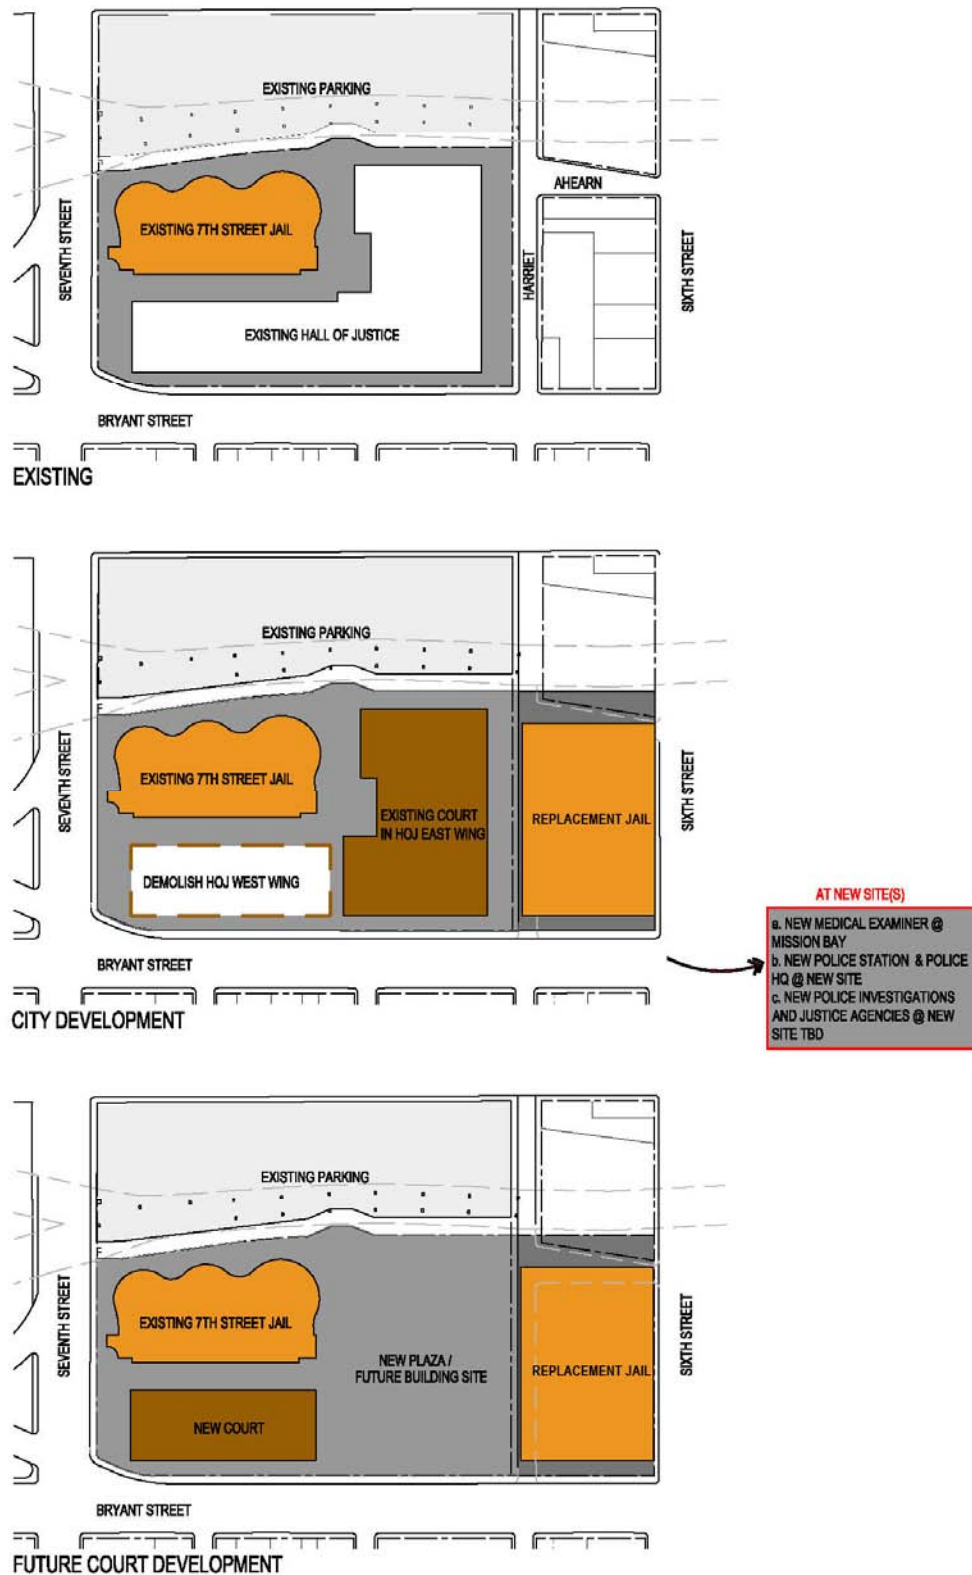 EXISTING PARKING
AHEARN
SEVENTH STREET
EXISTING 7TH STREET JAIL
HARRIET
SIXTH STREET
EXISTING HALL OF JUSTICE
BRYANT STREET
EXISTING
EXISTING PARKING
SEVENTH STREET
EXISTING 7TH STREET JAIL
EXISTING COURT
IN HOJ EAST WING
REPLACEMENT JAIL
SIXTH STREET
DEMOLISH HOJ WEST WING
BRYANT STREET
CITY DEVELOPMENT
AT NEW SITE(S)
a. NEW MEDICAL EXAMINER @
MISSION BAY
b. NEW POLICE STATION & POLICE
HQ @ NEW SITE
c. NEW POLICE INVESTIGATIONS
AND JUSTICE AGENCIES @ NEW
SITE TBD
EXISTING PARKING
SEVENTH STREET
EXISTING 7TH STREET JAIL
NEW PLAZA /
FUTURE BUILDING SITE
REPLACEMENT JAIL
SIXTH STREET
NEW COURT
BRYANT STREET
FUTURE COURT DEVELOPMENT